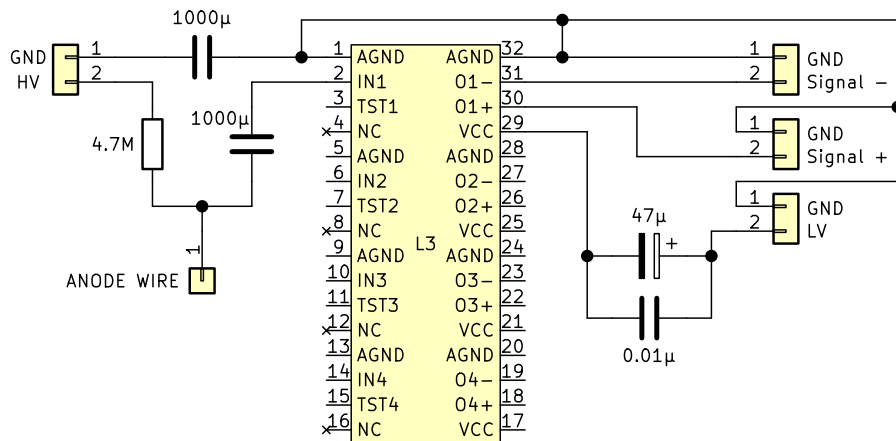 1000µ
GND 1
HV 2
4.7M
1000µ
1
ANODE WIRE
L3
1 AGND
2 IN1
3 TST1
4 NC
5 AGND
6 IN2
7 TST2
8 NC
9 AGND
10 IN3
11 TST3
12 NC
13 AGND
14 IN4
15 TST4
16 NC
AGND 32
O1- 31
O1+ 30
VCC 29
AGND 28
O2- 27
O2+ 26
VCC 25
AGND 24
O3- 23
O3+ 22
VCC 21
AGND 20
O4- 19
O4+ 18
VCC 17
1 GND
2 Signal -
1 GND
2 Signal +
1 GND
2 LV
47µ
+
0.01µ